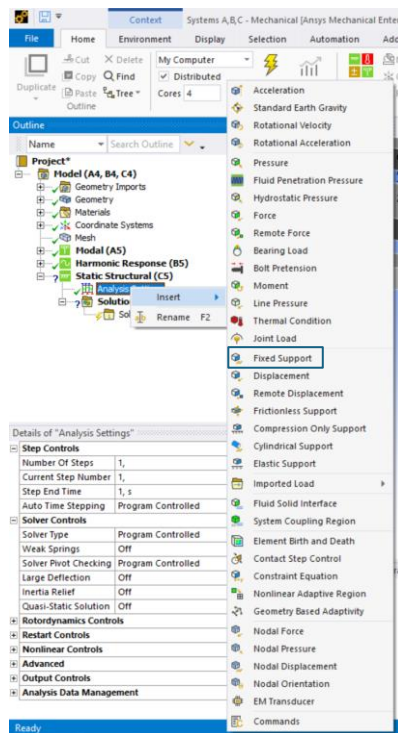 Context Systems A,B,C - Mechanical [Ansys Mechanical Enter
File Home Environment Display Selection Automation Add
Duplicate
Cut
Copy
Paste
Delete
Find
Tree
Outline
My Computer
Distributed
Cores 4
Outline
Name Search Outline
Project*
Model (A4, B4, C4)
Geometry Imports
Geometry
Materials
Coordinate Systems
Mesh
Modal (A5)
Harmonic Response (B5)
Static Structural (C5)
Analysis
Solutio
Sol
Insert
Rename F2
Acceleration
Standard Earth Gravity
Rotational Velocity
Rotational Acceleration
Pressure
Fluid Penetration Pressure
Hydrostatic Pressure
Force
Remote Force
Bearing Load
Bolt Pretension
Moment
Line Pressure
Thermal Condition
Joint Load
Fixed Support
Displacement
Remote Displacement
Frictionless Support
Compression Only Support
Cylindrical Support
Elastic Support
Imported Load
Fluid Solid Interface
System Coupling Region
Element Birth and Death
Contact Step Control
Constraint Equation
Nonlinear Adaptive Region
Geometry Based Adaptivity
Nodal Force
Nodal Pressure
Nodal Displacement
Nodal Orientation
EM Transducer
Commands
Details of "Analysis Settings"
Step Controls
Number Of Steps 1,
Current Step Number 1,
Step End Time 1, s
Auto Time Stepping Program Controlled
Solver Controls
Solver Type Program Controlled
Weak Springs Off
Solver Pivot Checking Program Controlled
Large Deflection Off
Inertia Relief Off
Quasi-Static Solution Off
Rotordynamics Controls
Restart Controls
Nonlinear Controls
Advanced
Output Controls
Analysis Data Management
Ready